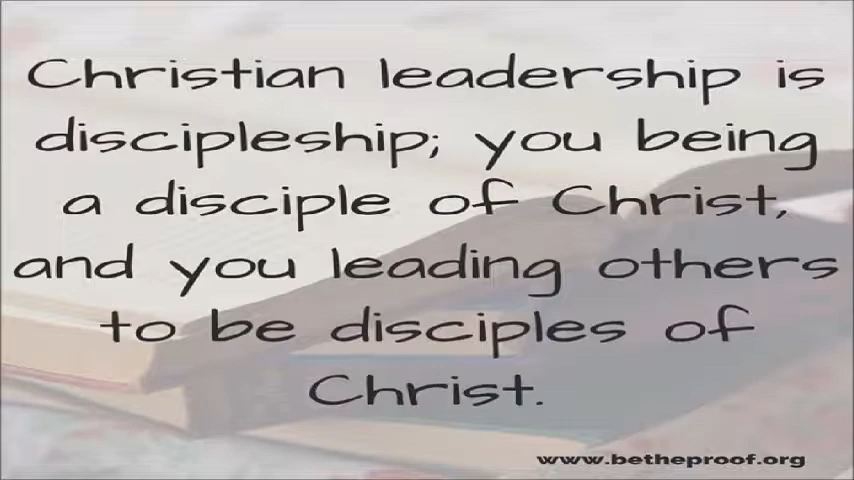 Christian leadership is
discipleship; you being
a disciple of Christ,
and you leading others
to be disciples of
Christ.
www.betheproof.org